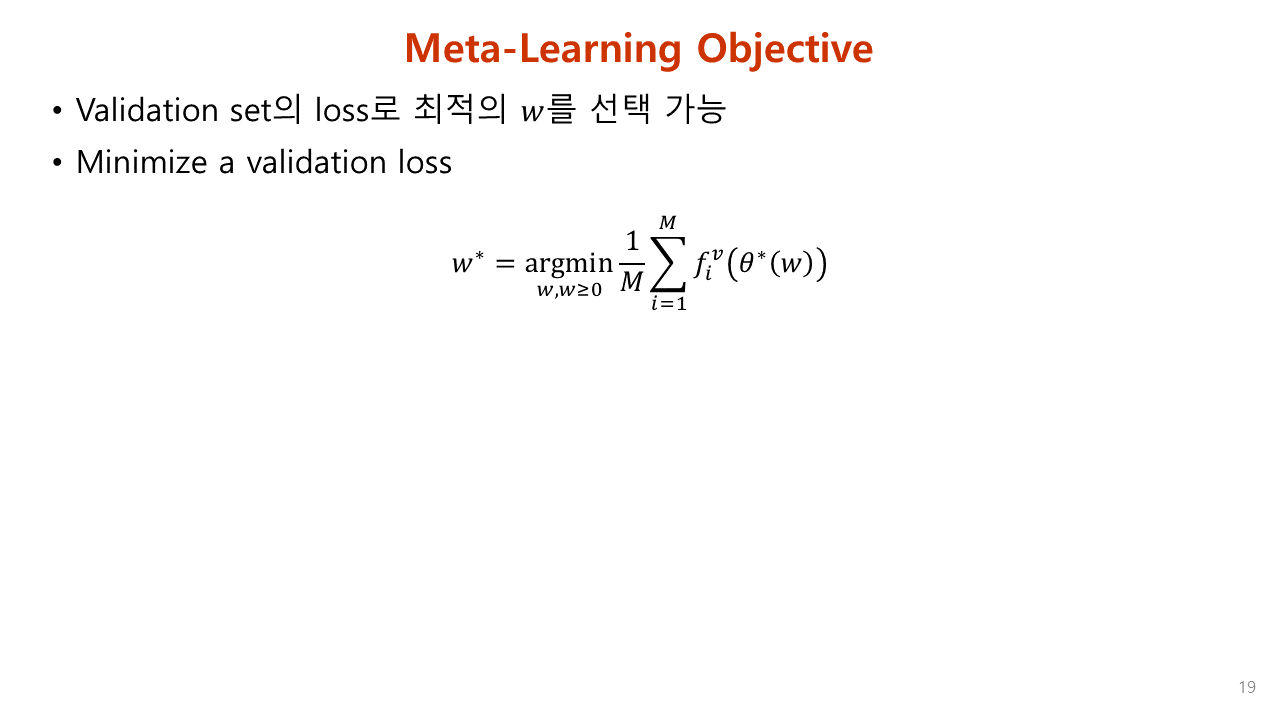 Meta-Learning Objective
• Validation set의 loss로 최적의 𝑤를 선택 가능
• Minimize a validation loss
$w^* = \underset{w, w \geq 0}{\operatorname{argmin}} \frac{1}{M} \sum_{i=1}^{M} f_i^v \left( \theta^*(w) \right)$
19